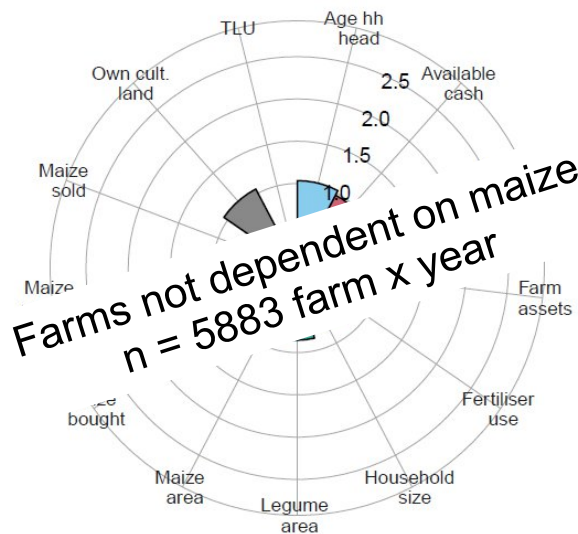 TLU
Age hh
head
Own cult.
land
2.5
Available
cash
2.0
1.5
Maize
sold
1.0
Farms not dependent on maize
n = 5883 farm x year
Maize
Farm
assets
bought
Fertiliser
use
Maize
area
Household
size
Legume
area